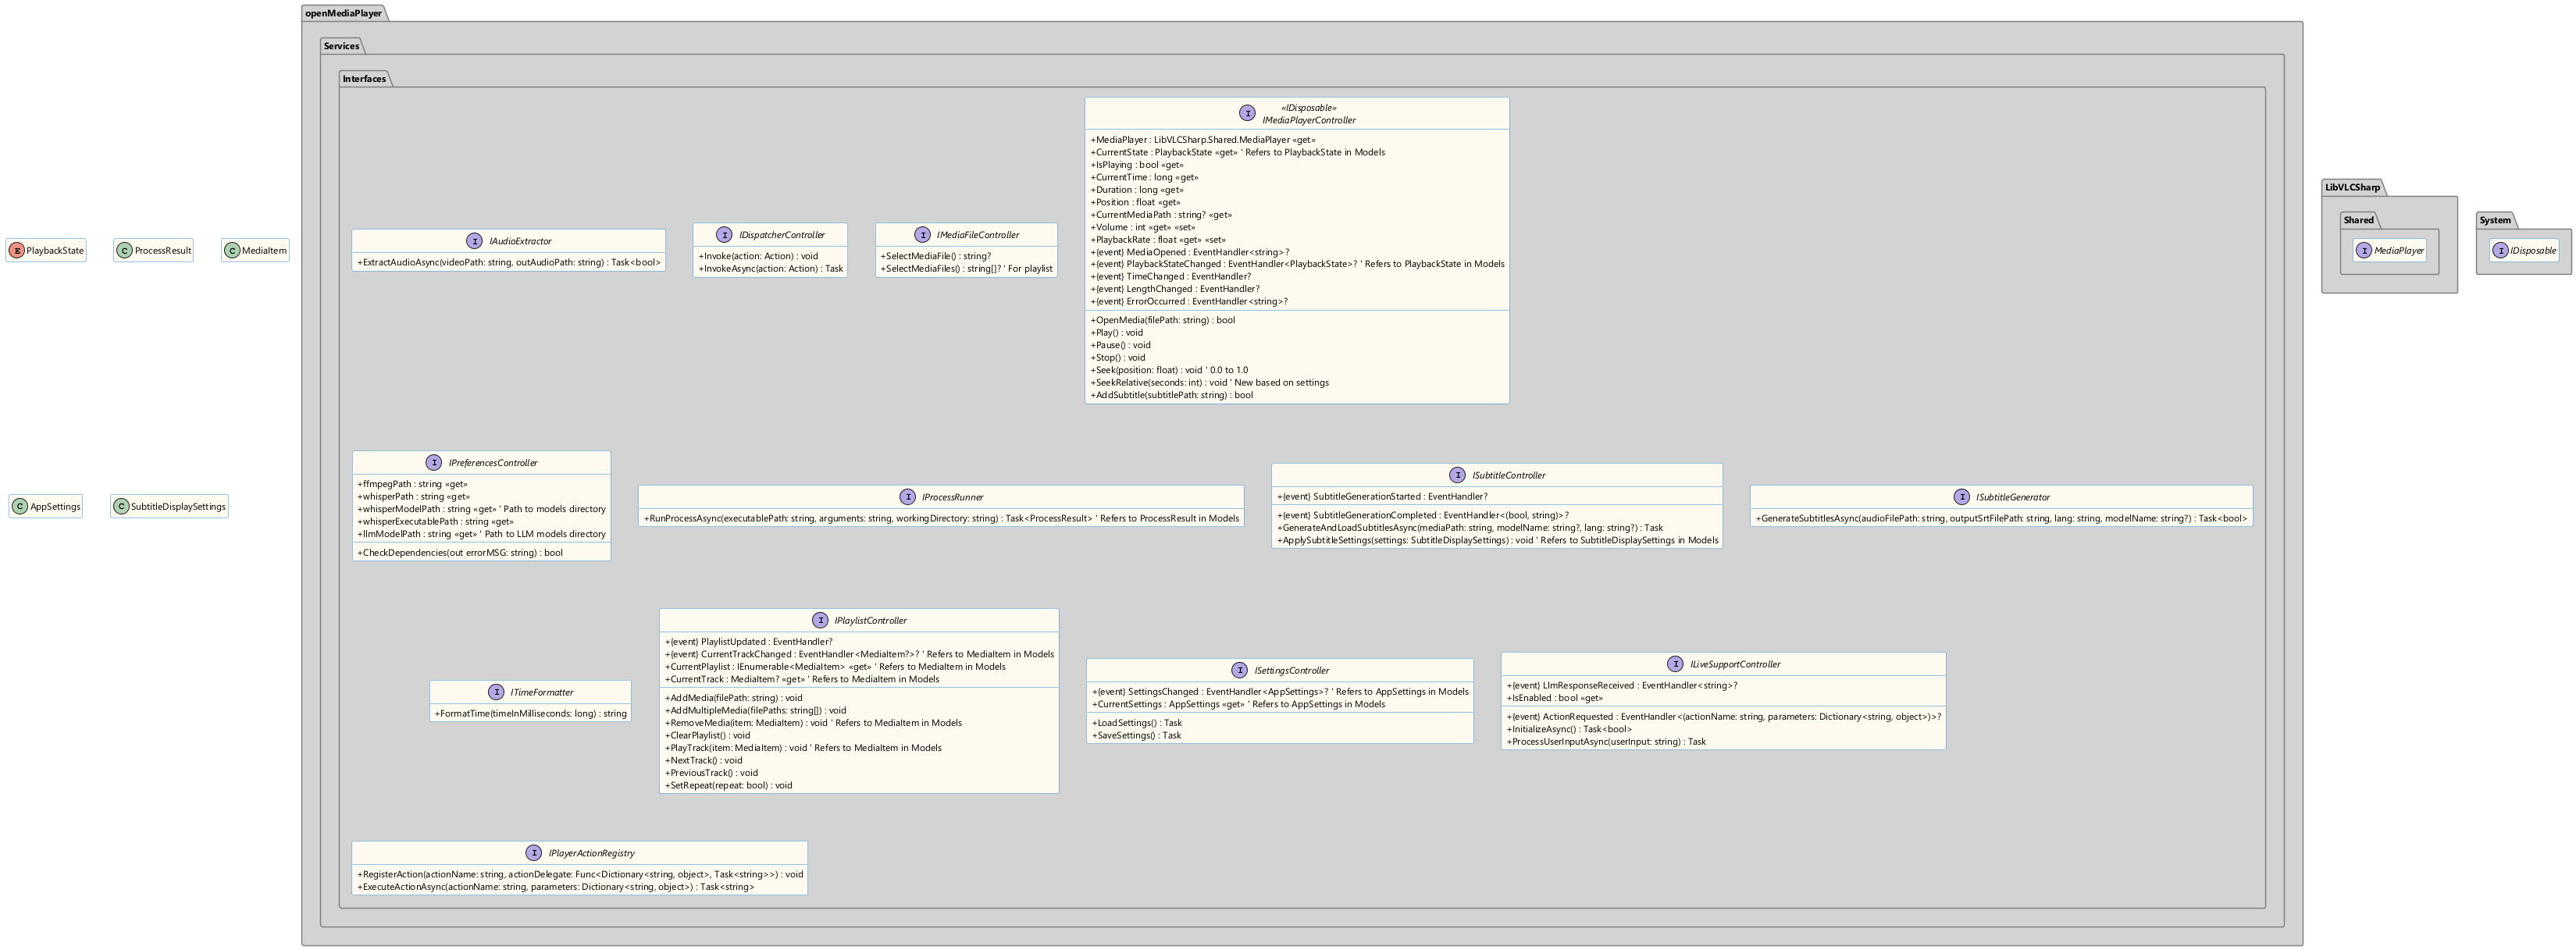 openMediaPlayer
Services
Interfaces
E PlaybackState
C ProcessResult
C MediaItem
I IAudioExtractor
+ExtractAudioAsync(videoPath: string, outAudioPath: string) : Task<bool>
I IDispatcherController
+Invoke(action: Action) : void
+InvokeAsync(action: Action) : Task
I IMediaFileController
+SelectMediaFile() : string?
+SelectMediaFiles() : string[]? ' For playlist
«IDisposable»
I IMediaPlayerController
+MediaPlayer : LibVLCSharp.Shared.MediaPlayer «get»
+CurrentState : PlaybackState «get» ' Refers to PlaybackState in Models
+IsPlaying : bool «get»
+CurrentTime : long «get»
+Duration : long «get»
+Position : float «get»
+CurrentMediaPath : string? «get»
+Volume : int «get» «set»
+PlaybackRate : float «get» «set»
+{event} MediaOpened : EventHandler<string>?
+{event} PlaybackStateChanged : EventHandler<PlaybackState>? ' Refers to PlaybackState in Models
+{event} TimeChanged : EventHandler?
+{event} LengthChanged : EventHandler?
+{event} ErrorOccurred : EventHandler<string>?
+OpenMedia(filePath: string) : bool
+Play() : void
+Pause() : void
+Stop() : void
+Seek(position: float) : void ' 0.0 to 1.0
+SeekRelative(seconds: int) : void ' New based on settings
+AddSubtitle(subtitlePath: string) : bool
LibVLCSharp
Shared
I MediaPlayer
System
I IDisposable
C AppSettings
C SubtitleDisplaySettings
I IPreferencesController
+ffmpegPath : string «get»
+whisperPath : string «get»
+whisperModelPath : string «get» ' Path to models directory
+whisperExecutablePath : string «get»
+llmModelPath : string «get» ' Path to LLM models directory
+CheckDependencies(out errorMSG: string) : bool
I IProcessRunner
+RunProcessAsync(executablePath: string, arguments: string, workingDirectory: string) : Task<ProcessResult> ' Refers to ProcessResult in Models
I ISubtitleController
+{event} SubtitleGenerationStarted : EventHandler?
+{event} SubtitleGenerationCompleted : EventHandler<(bool, string)>?
+GenerateAndLoadSubtitlesAsync(mediaPath: string, modelName: string?, lang: string?) : Task
+ApplySubtitleSettings(settings: SubtitleDisplaySettings) : void ' Refers to SubtitleDisplaySettings in Models
I ISubtitleGenerator
+GenerateSubtitlesAsync(audioFilePath: string, outputSrtFilePath: string, lang: string, modelName: string?) : Task<bool>
I ITimeFormatter
+FormatTime(timeInMilliseconds: long) : string
I IPlaylistController
+{event} PlaylistUpdated : EventHandler?
+{event} CurrentTrackChanged : EventHandler<MediaItem?>? ' Refers to MediaItem in Models
+CurrentPlaylist : IEnumerable<MediaItem> «get» ' Refers to MediaItem in Models
+CurrentTrack : MediaItem? «get» ' Refers to MediaItem in Models
+AddMedia(filePath: string) : void
+AddMultipleMedia(filePaths: string[]) : void
+RemoveMedia(item: MediaItem) : void ' Refers to MediaItem in Models
+ClearPlaylist() : void
+PlayTrack(item: MediaItem) : void ' Refers to MediaItem in Models
+NextTrack() : void
+PreviousTrack() : void
+SetRepeat(repeat: bool) : void
I ISettingsController
+{event} SettingsChanged : EventHandler<AppSettings>? ' Refers to AppSettings in Models
+CurrentSettings : AppSettings «get» ' Refers to AppSettings in Models
+LoadSettings() : Task
+SaveSettings() : Task
I ILiveSupportController
+{event} LlmResponseReceived : EventHandler<string>?
+IsEnabled : bool «get»
+{event} ActionRequested : EventHandler<(actionName: string, parameters: Dictionary<string, object>)>?
+InitializeAsync() : Task<bool>
+ProcessUserInputAsync(userInput: string) : Task
I IPlayerActionRegistry
+RegisterAction(actionName: string, actionDelegate: Func<Dictionary<string, object>, Task<string>>) : void
+ExecuteActionAsync(actionName: string, parameters: Dictionary<string, object>) : Task<string>